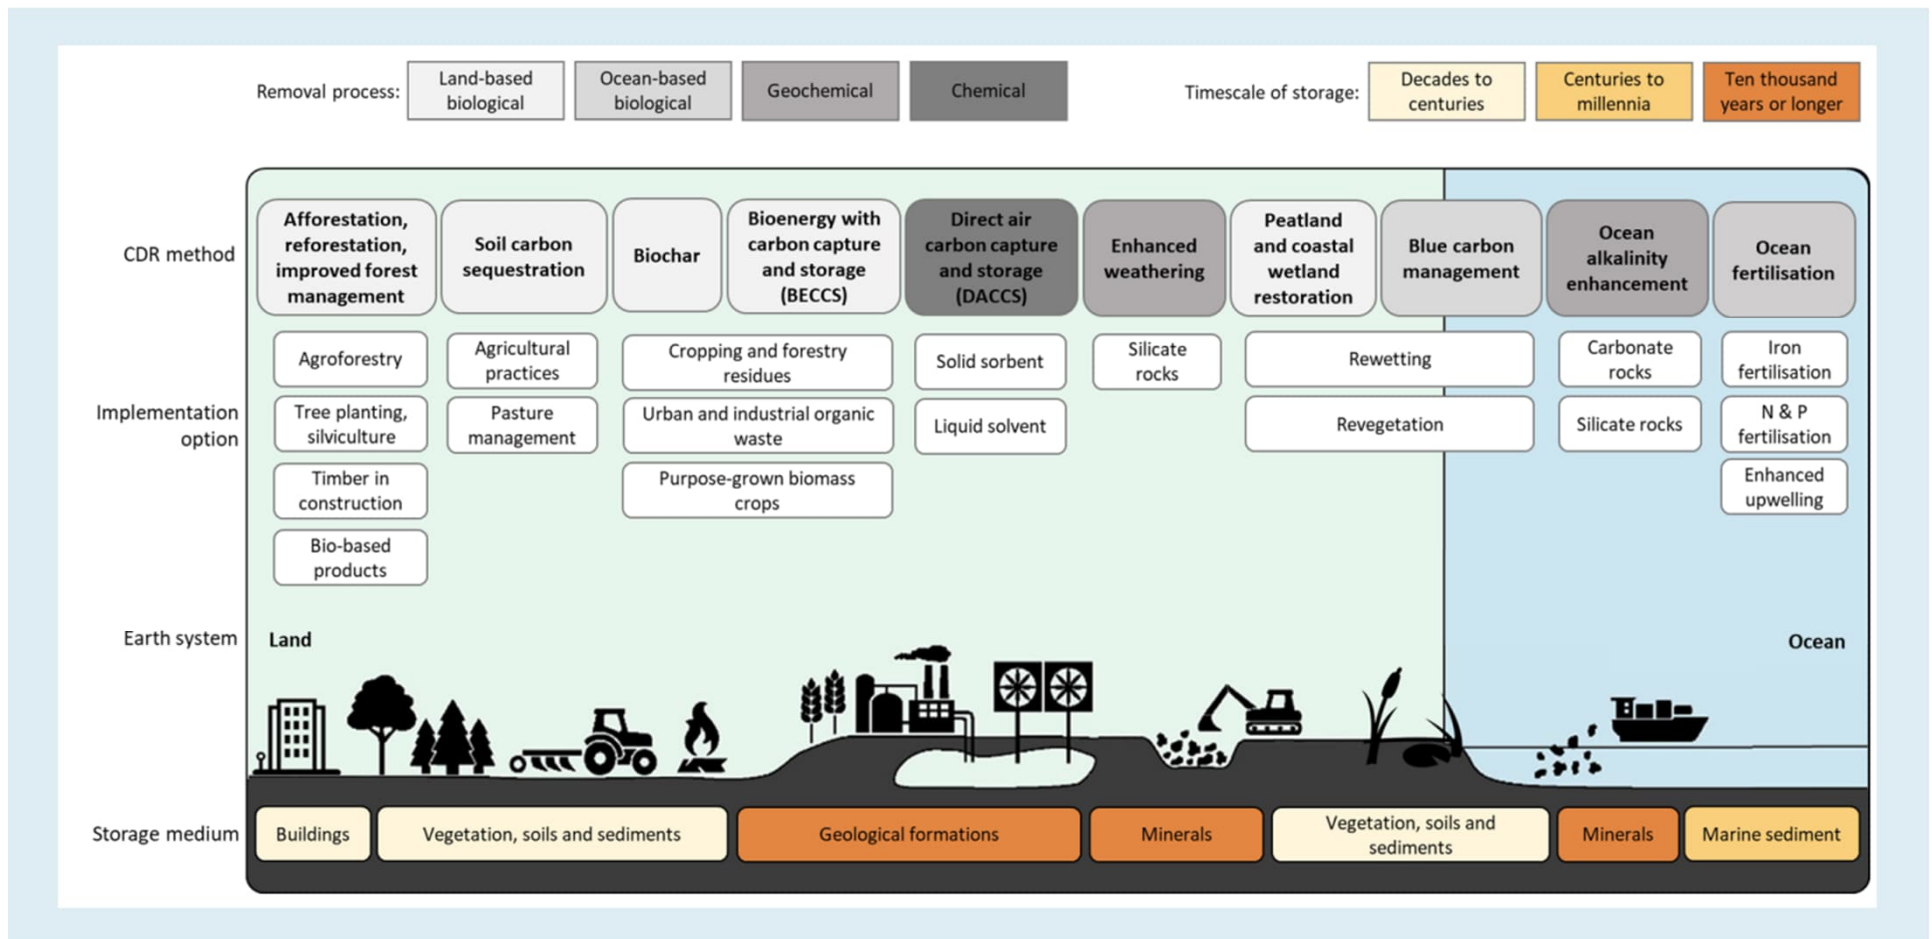 Removal process:
Land-based
biological
Ocean-based
biological
Geochemical
Chemical
Timescale of storage:
Decades to
centuries
Centuries to
millennia
Ten thousand
years or longer
CDR method
Afforestation,
reforestation,
improved forest
management
Soil carbon
sequestration
Biochar
Bioenergy with
carbon capture
and storage
(BECCS)
Direct air
carbon capture
and storage
(DACCS)
Enhanced
weathering
Peatland
and coastal
wetland
restoration
Blue carbon
management
Ocean
alkalinity
enhancement
Ocean
fertilisation
Implementation
option
Agroforestry
Tree planting,
silviculture
Timber in
construction
Bio-based
products
Agricultural
practices
Pasture
management
Cropping and forestry
residues
Urban and industrial organic
waste
Purpose-grown biomass
crops
Solid sorbent
Liquid solvent
Silicate
rocks
Rewetting
Revegetation
Carbonate
rocks
Silicate rocks
Iron
fertilisation
N & P
fertilisation
Enhanced
upwelling
Earth system
Land
Ocean
Storage medium
Buildings
Vegetation, soils and sediments
Geological formations
Minerals
Vegetation, soils and
sediments
Minerals
Marine sediment